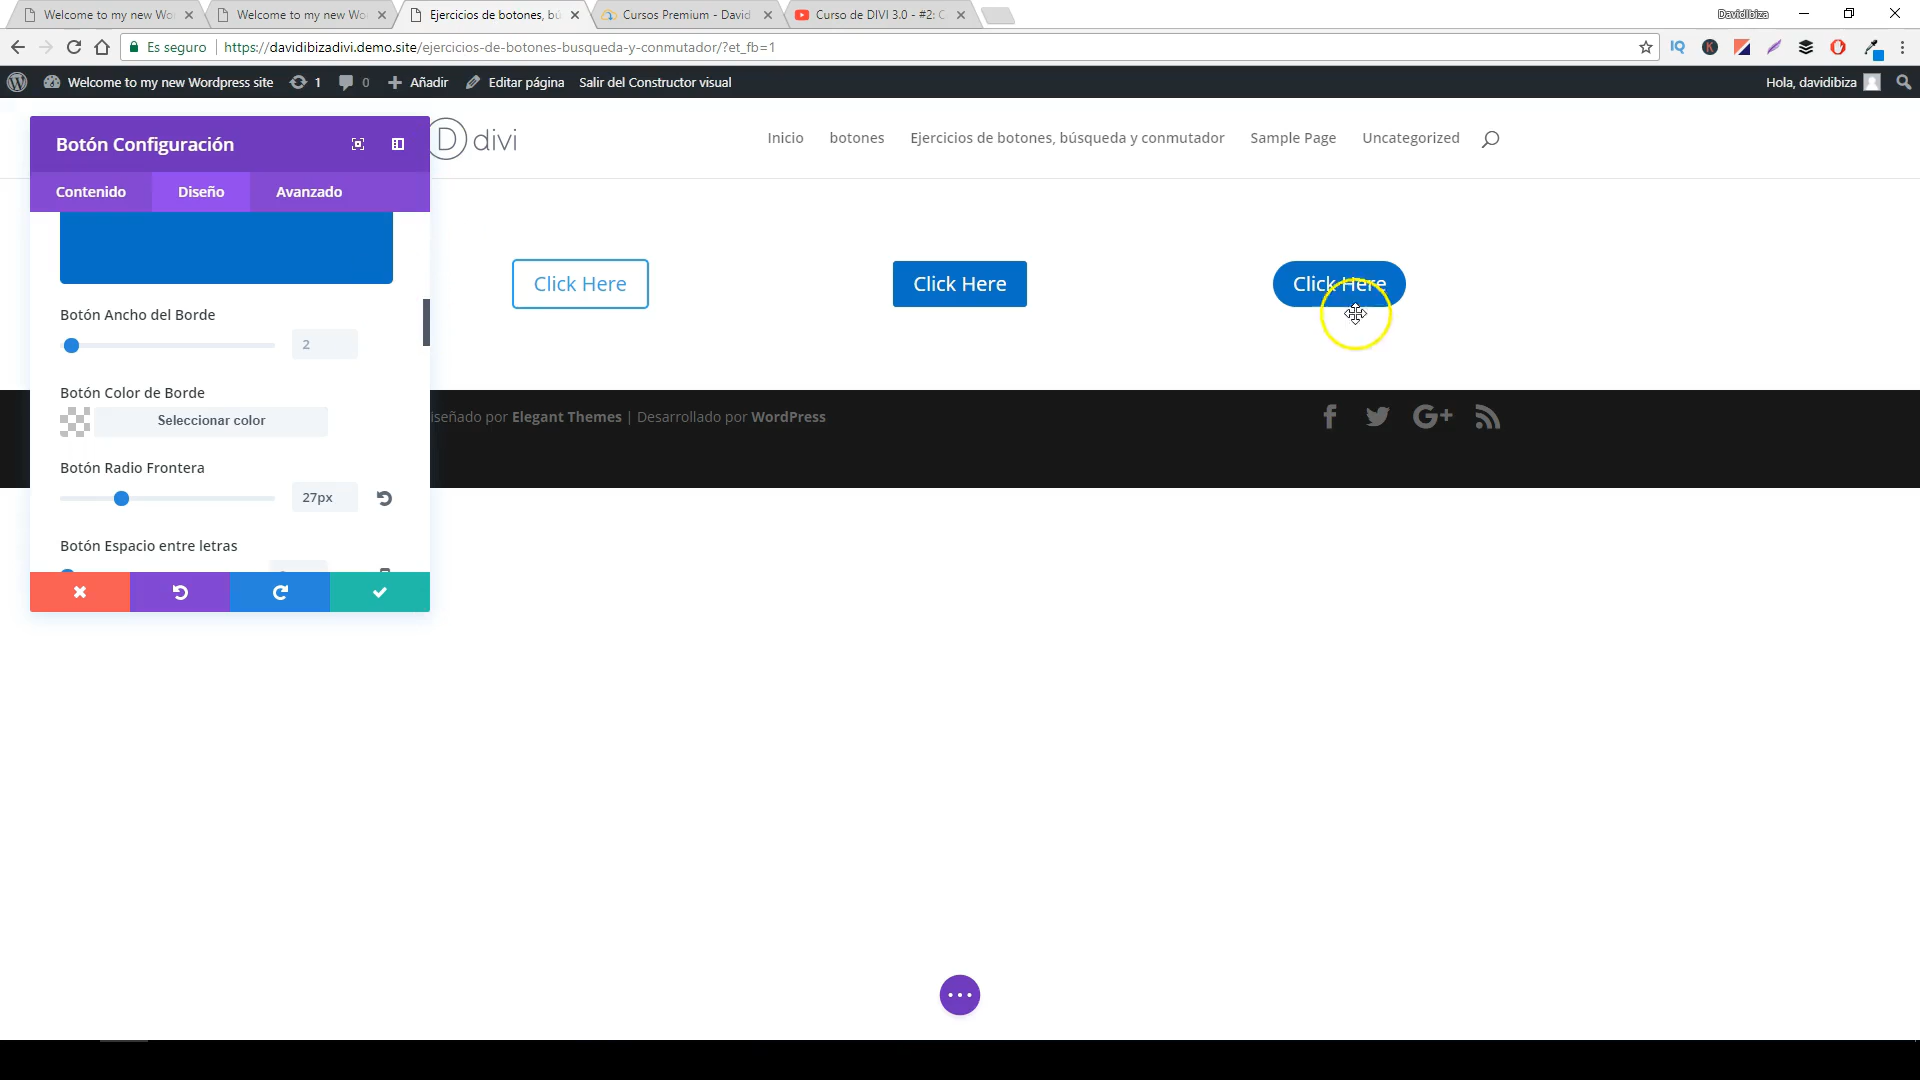 Welcome to my new Wor
Welcome to my new Wo
Ejercicios de botones, bú
Cursos Premium - David
Curso de DIVI 3.0 - #2: C
DavidIbiza
Es seguro
https://davidibizadivi.demo.site/ejercicios-de-botones-busqueda-y-conmutador/?et_fb=1
IQ
K
Welcome to my new Wordpress site
1
0
Añadir
Editar página
Salir del Constructor visual
Hola, davidibiza
D divi
Inicio
botones
Ejercicios de botones, búsqueda y conmutador
Sample Page
Uncategorized
Botón Configuración
Contenido
Diseño
Avanzado
Click Here
Click Here
Click Here
Botón Ancho del Borde
2
Botón Color de Borde
Seleccionar color
iseñado por Elegant Themes | Desarrollado por WordPress
Botón Radio Frontera
27px
Botón Espacio entre letras